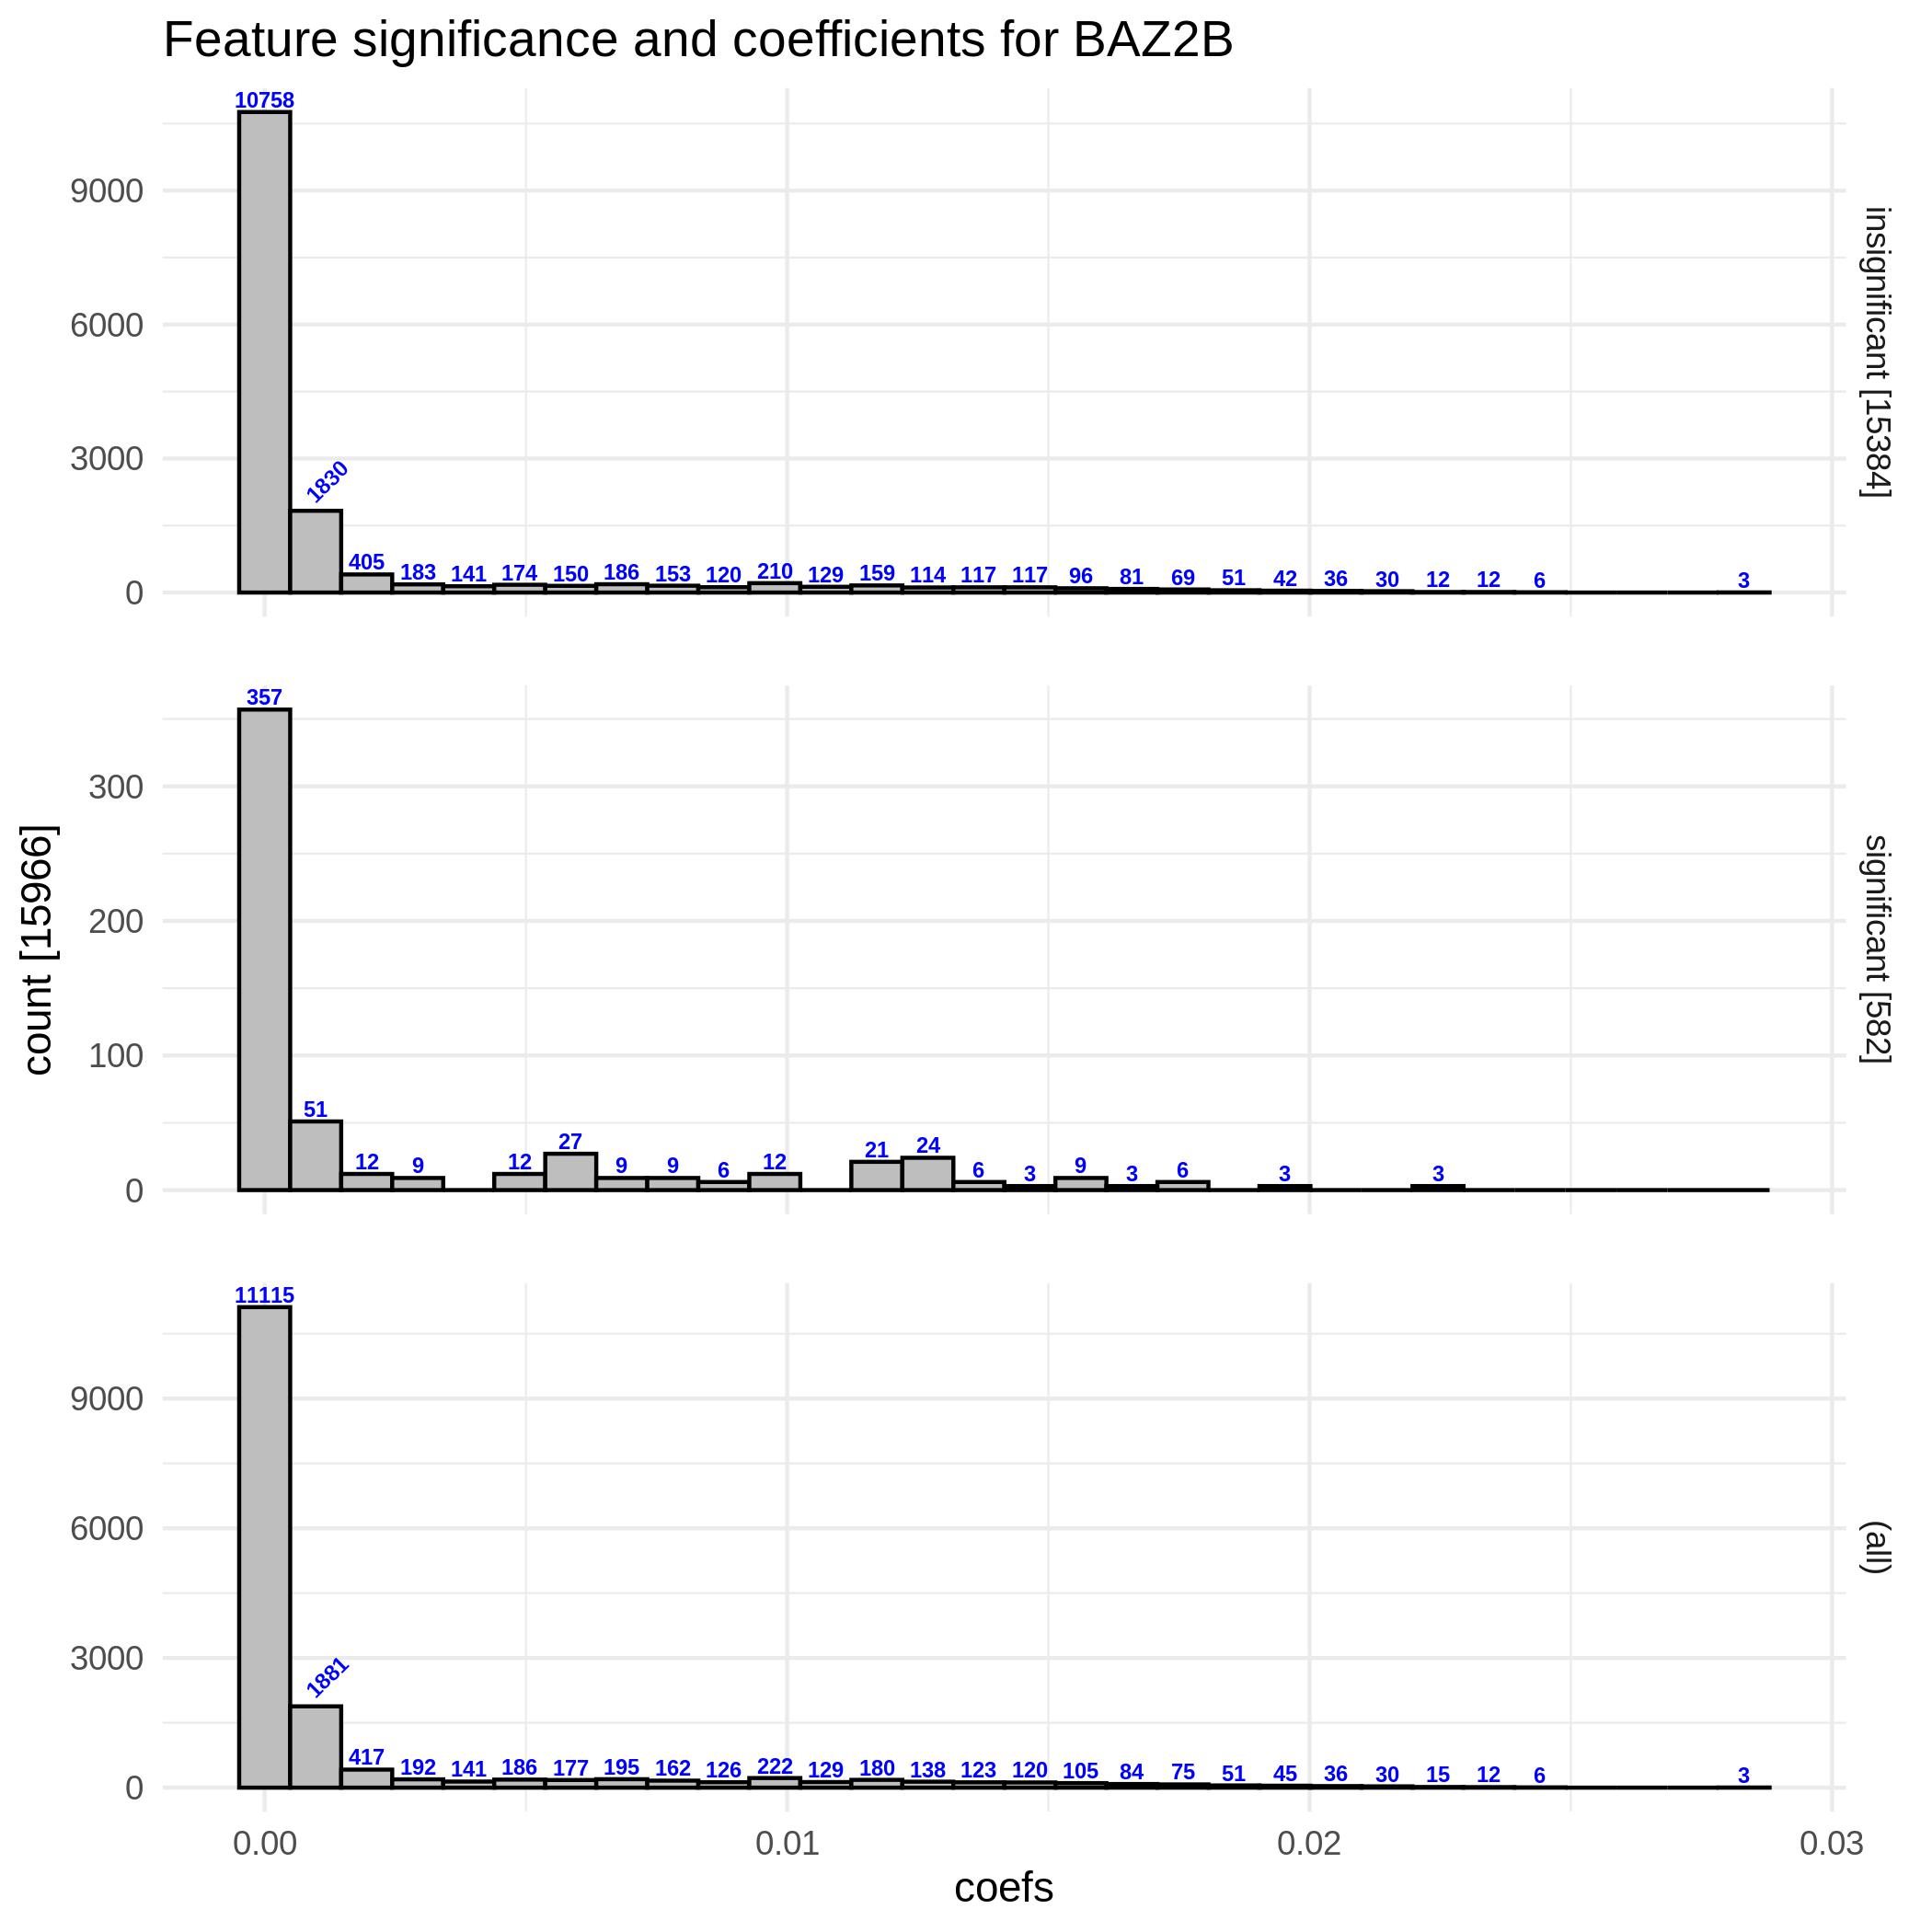 Feature significance and coefficients for BAZ2B
10758
9000
6000
3000
0
1830
405 183 141 174 150 186 153 120 210 129 159 114 117 117 96 81 69 51 42 36 30 12 12 6 3
insignificant [15384]
count [15966]
357
300
200
100
0
51 12 9 12 27 9 9 6 12 21 24 6 3 9 3 6 3 3
significant [582]
11115
9000
6000
3000
0
1881
417 192 141 186 177 195 162 126 222 129 180 138 123 120 105 84 75 51 45 36 30 15 12 6 3
(all)
0.00 0.01 0.02 0.03
coefs